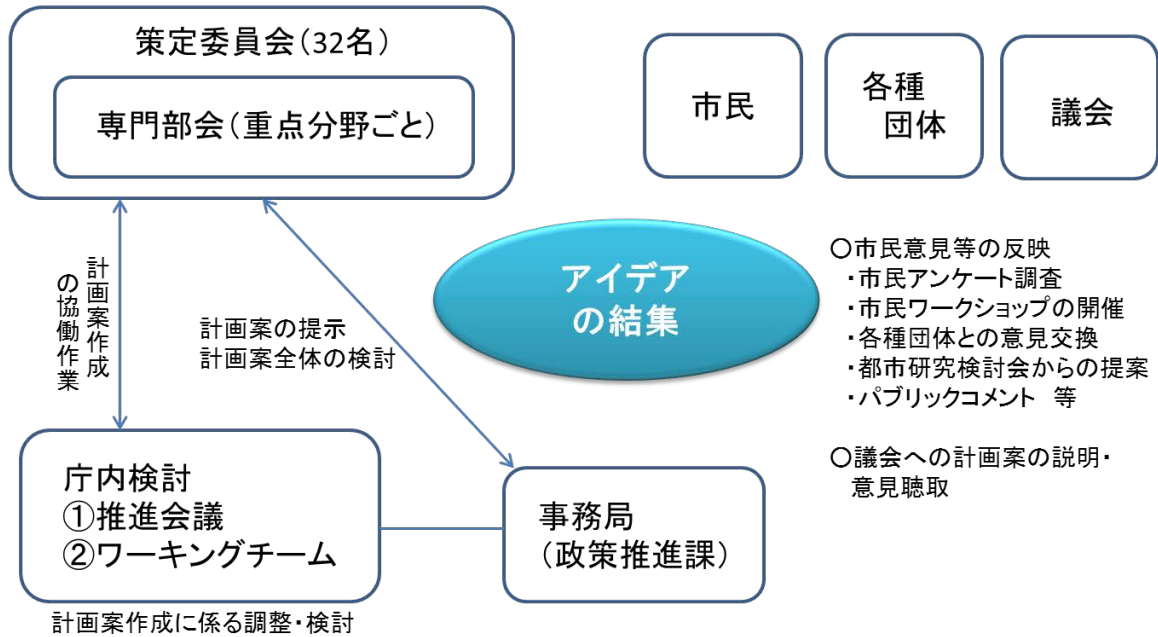 策定委員会(32名)
専門部会(重点分野ごと)
市民
各種
団体
議会
計画案作成
の協働作業
計画案の提示
計画案全体の検討
アイデア
の結集
○市民意見等の反映
・市民アンケート調査
・市民ワークショップの開催
・各種団体との意見交換
・都市研究検討会からの提案
・パブリックコメント 等
○議会への計画案の説明・
意見聴取
庁内検討
①推進会議
②ワーキングチーム
計画案作成に係る調整・検討
事務局
(政策推進課)